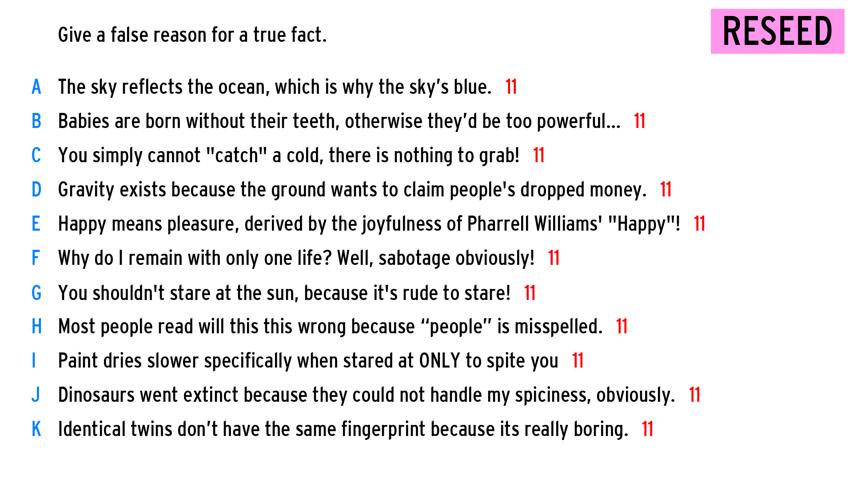 Give a false reason for a true fact.
RESEED
A The sky reflects the ocean, which is why the sky’s blue. 11
B Babies are born without their teeth, otherwise they’d be too powerful... 11
C You simply cannot "catch" a cold, there is nothing to grab! 11
D Gravity exists because the ground wants to claim people's dropped money. 11
E Happy means pleasure, derived by the joyfulness of Pharrell Williams' "Happy"! 11
F Why do I remain with only one life? Well, sabotage obviously! 11
G You shouldn't stare at the sun, because it's rude to stare! 11
H Most people read will this this wrong because “people” is misspelled. 11
I Paint dries slower specifically when stared at ONLY to spite you 11
J Dinosaurs went extinct because they could not handle my spiciness, obviously. 11
K Identical twins don’t have the same fingerprint because its really boring. 11